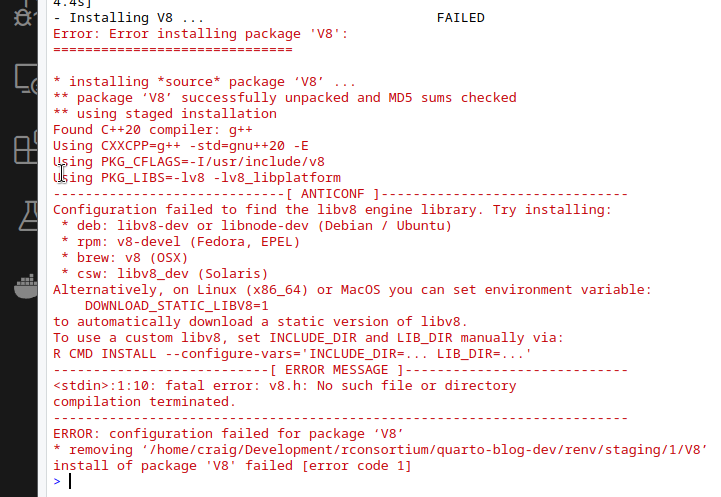 4.4s]
- Installing V8 ...                             FAILED
Error: Error installing package 'V8':
==============================

* installing *source* package ‘V8’ ...
** package ‘V8’ successfully unpacked and MD5 sums checked
** using staged installation
Found C++20 compiler: g++
Using CXXCPP=g++ -std=gnu++20 -E
Using PKG_CFLAGS=-I/usr/include/v8
Using PKG_LIBS=-lv8 -lv8_libplatform
-----------------------------[ ANTICONF ]-------------------------------
Configuration failed to find the libv8 engine library. Try installing:
 * deb: libv8-dev or libnode-dev (Debian / Ubuntu)
 * rpm: v8-devel (Fedora, EPEL)
 * brew: v8 (OSX)
 * csw: libv8_dev (Solaris)
Alternatively, on Linux (x86_64) or MacOS you can set environment variable:
    DOWNLOAD_STATIC_LIBV8=1
to automatically download a static version of libv8.
To use a custom libv8, set INCLUDE_DIR and LIB_DIR manually via:
R CMD INSTALL --configure-vars='INCLUDE_DIR=... LIB_DIR=...'
---------------------------[ ERROR MESSAGE ]----------------------------
<stdin>:1:10: fatal error: v8.h: No such file or directory
compilation terminated.
------------------------------------------------------------------------
ERROR: configuration failed for package ‘V8’
* removing ‘/home/craig/Development/rconsortium/quarto-blog-dev/renv/staging/1/V8’
install of package 'V8' failed [error code 1]
>